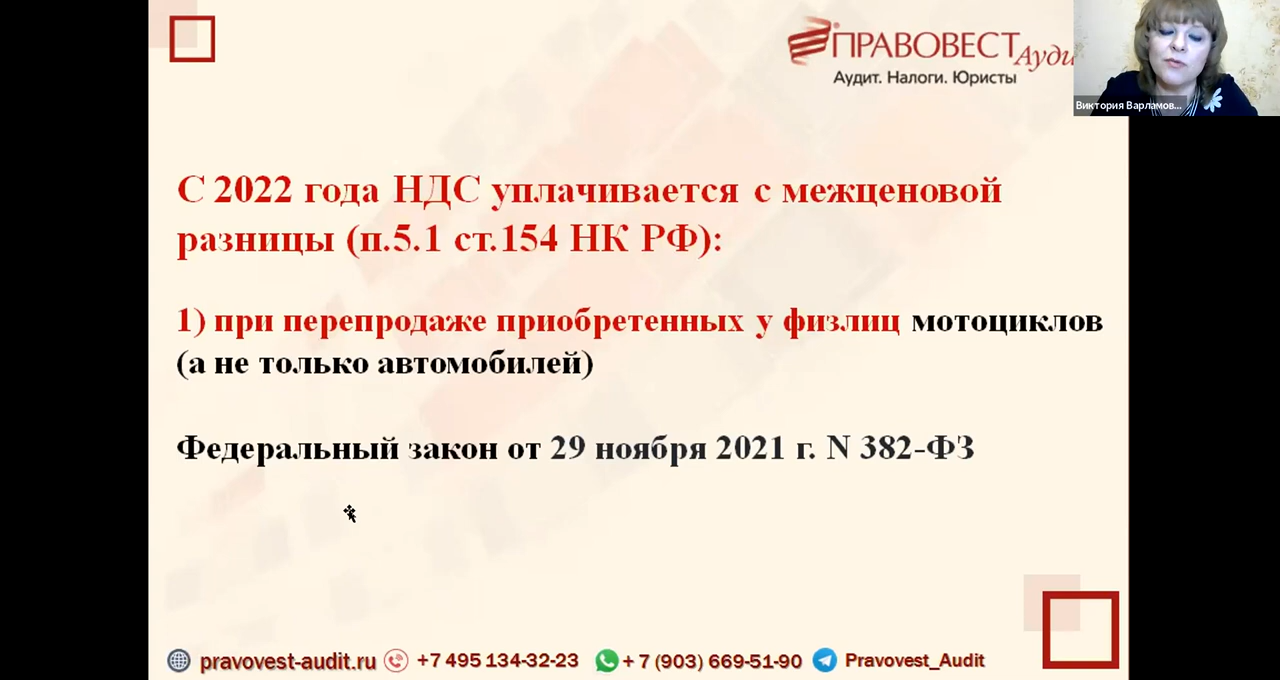 ПРАВОВЕСТ
Аудит. Налоги. Юристы
Виктория Варламов...
С 2022 года НДС уплачивается с межценовой
разницы (п.5.1 ст.154 НК РФ):
1) при перепродаже приобретенных у физлиц мотоциклов
(а не только автомобилей)
Федеральный закон от 29 ноября 2021 г. N 382-ФЗ
pravovest-audit.ru +7 495 134-32-23 + 7 (903) 669-51-90 Pravovest_Audit